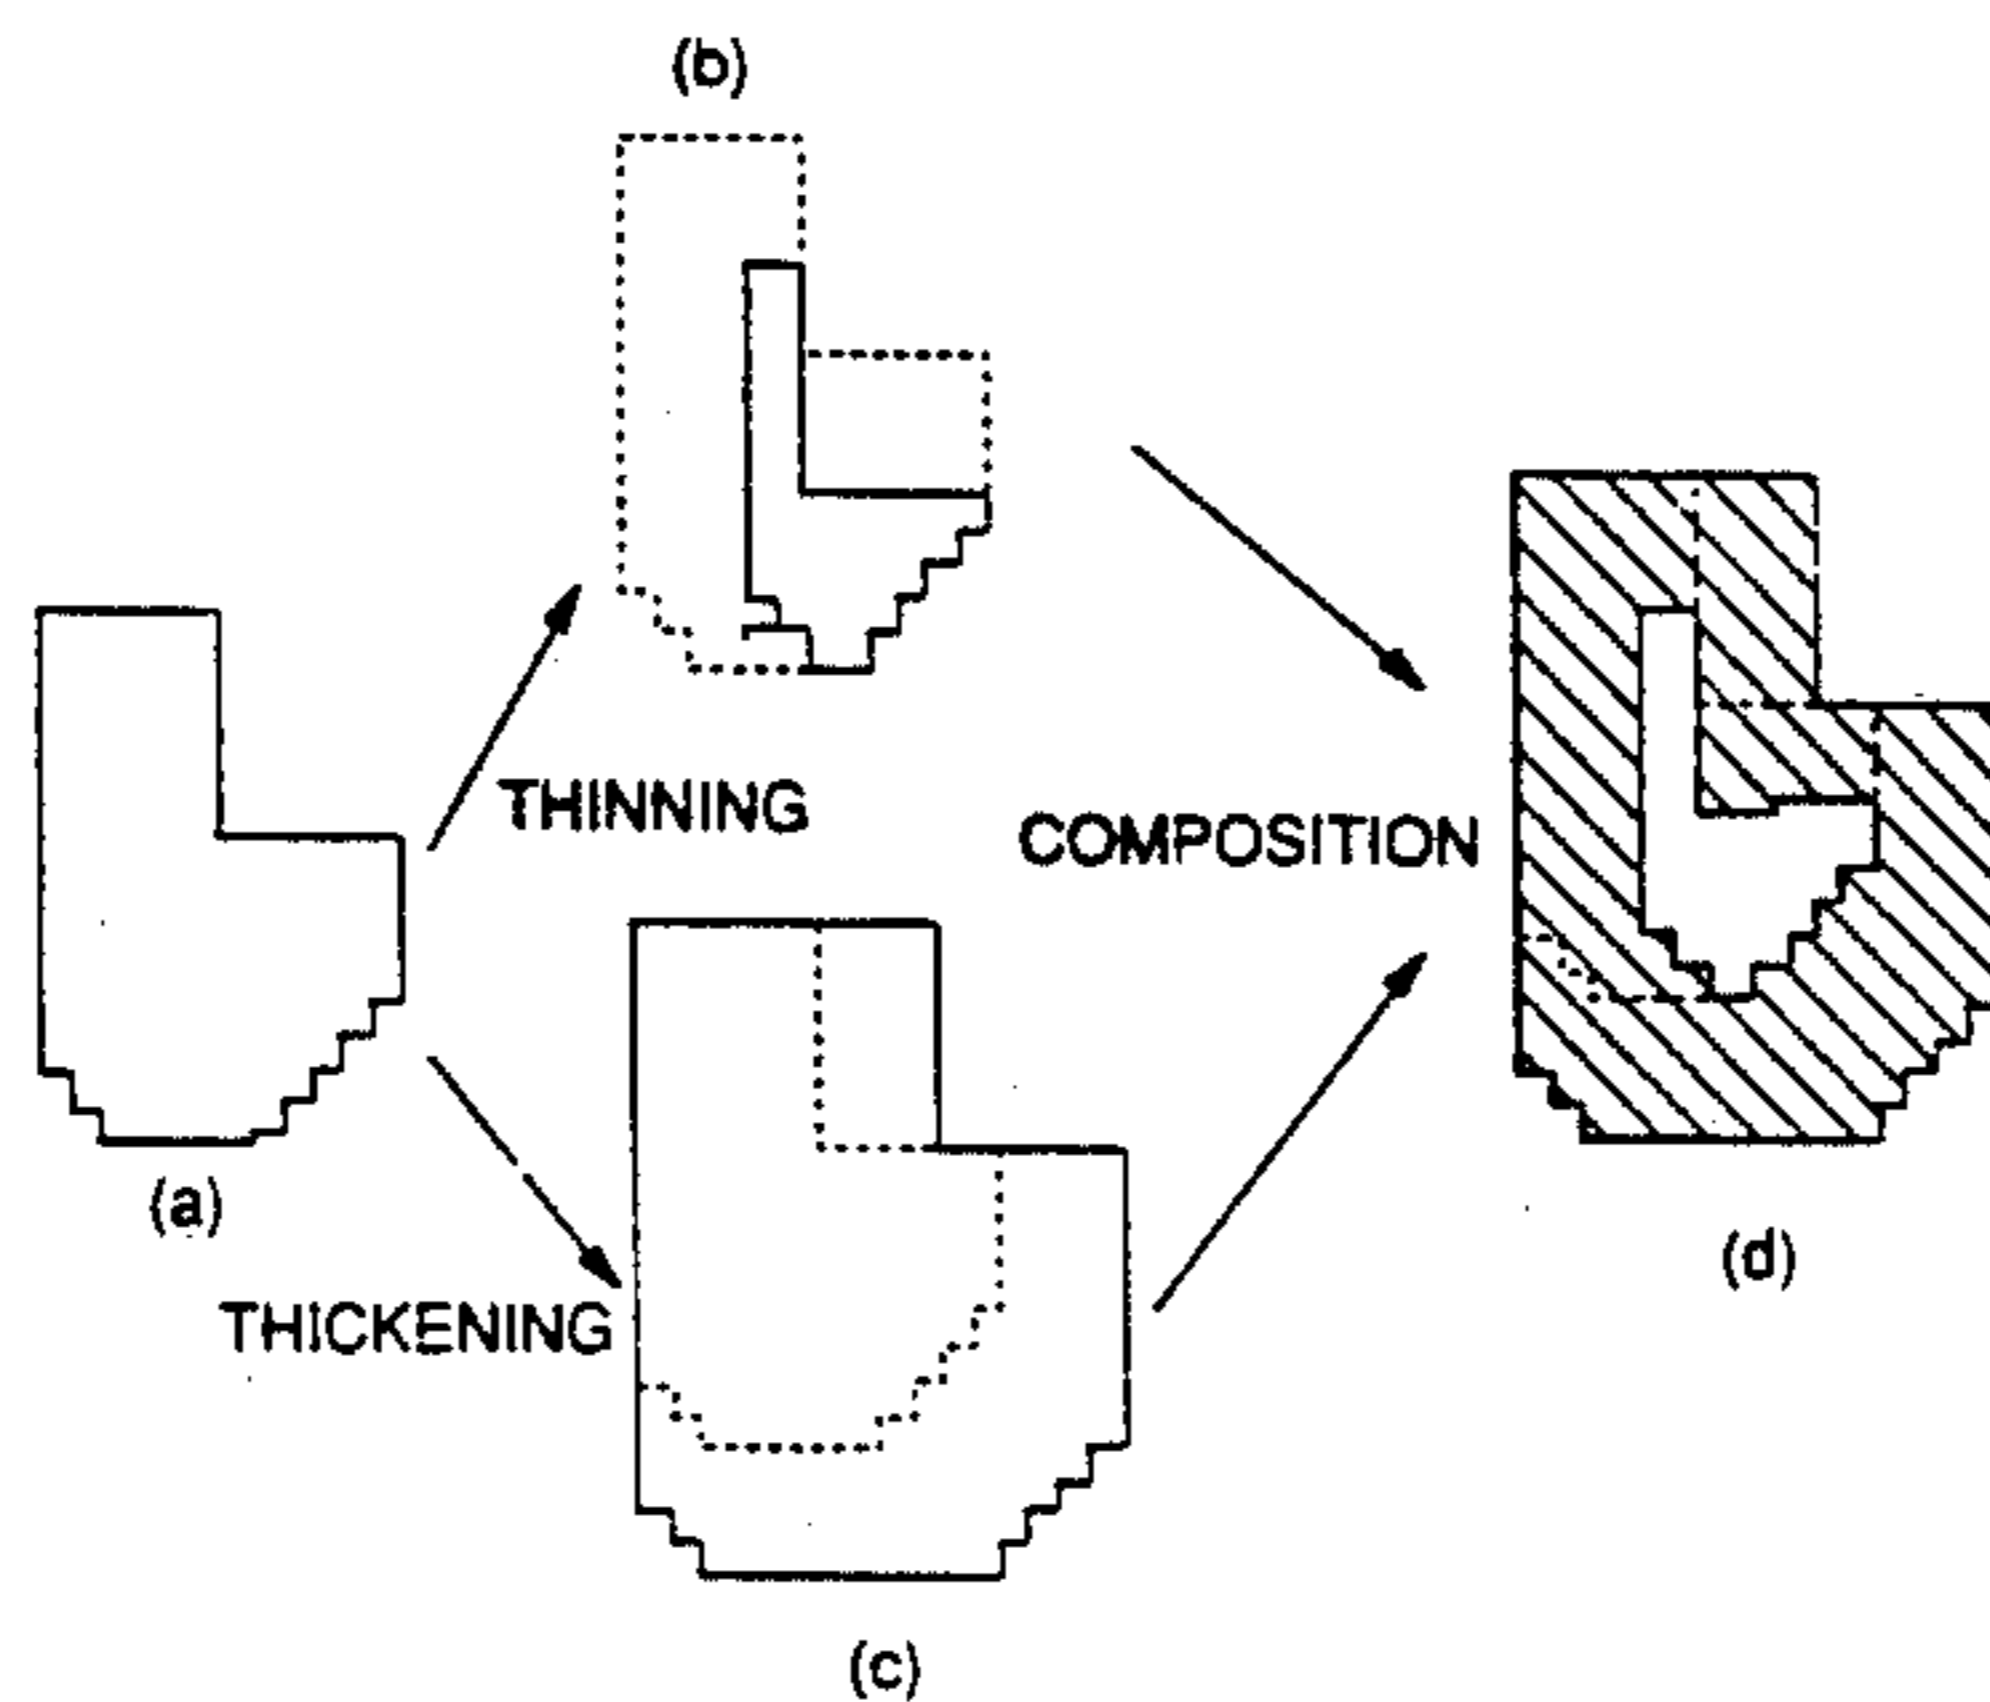 (b)
THINNING
COMPOSITION
(a)
(d)
THICKENING
(c)